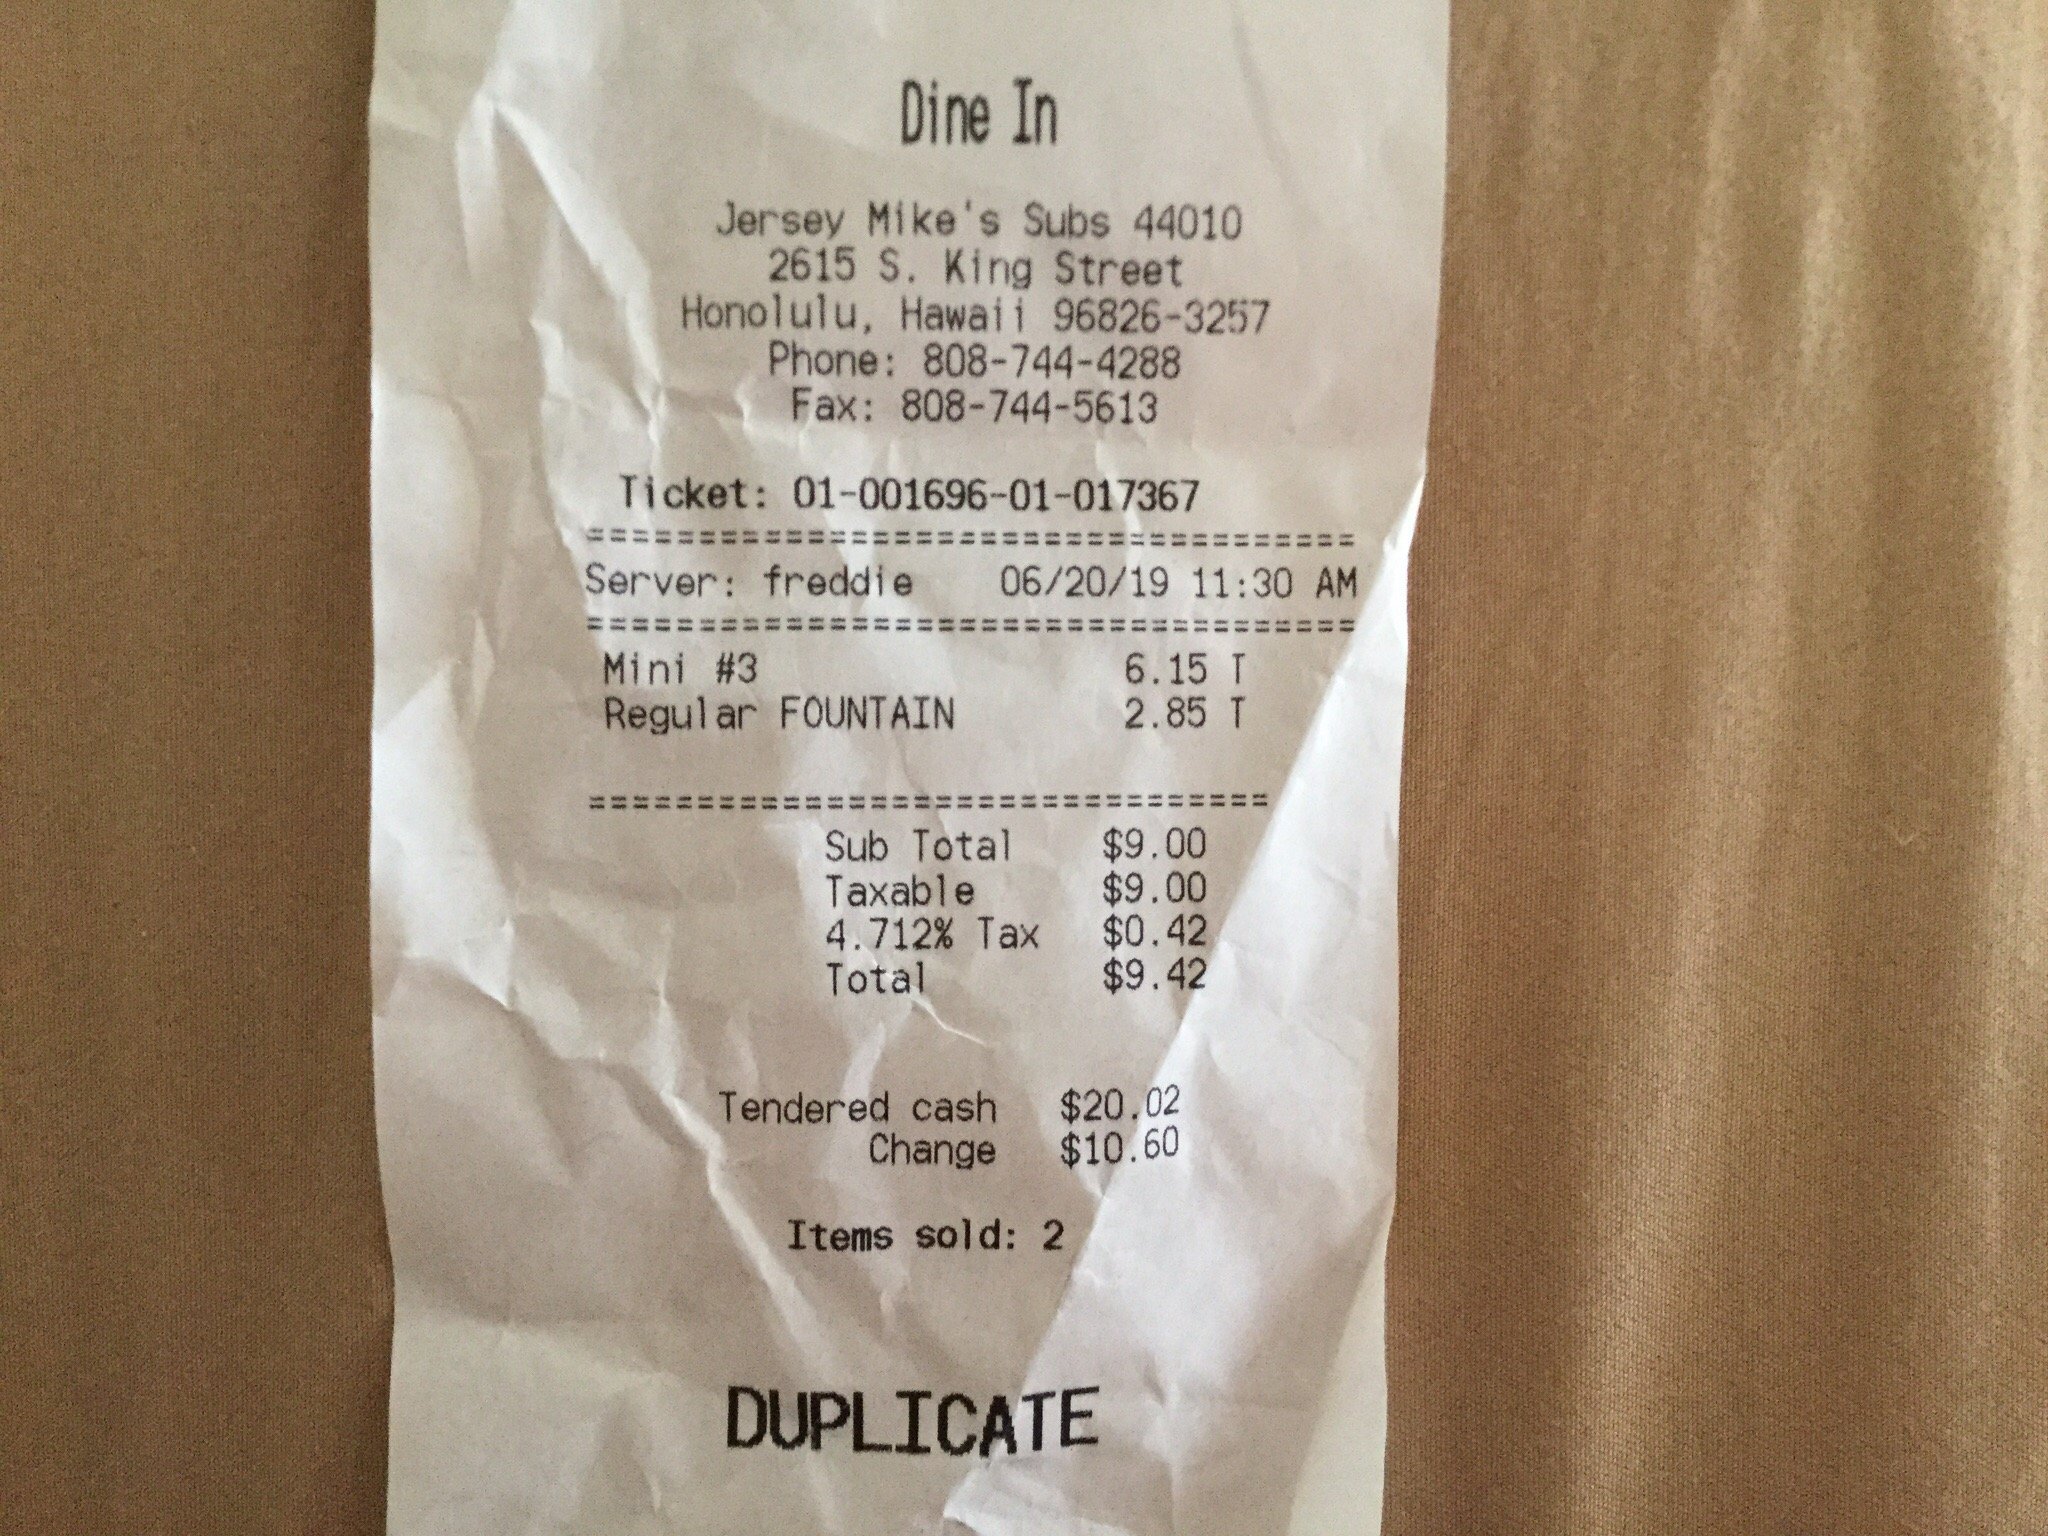 Dine In
Jersey Mike's Subs 44010
2615 S. King Street
Honolulu, Hawaii 96826-3257
Phone: 808-744-4288
Fax: 808-744-5613
Ticket: 01-001696-01-017367
===================================
Server: freddie 06/20/19 11:30 AM
===================================
Mini #3 6.15 T
Regular FOUNTAIN 2.85 T
===============================
Sub Total $9.00
Taxable $9.00
4.712% Tax $0.42
Total $9.42
Tendered cash $20.02
Change $10.60
Items sold: 2
DUPLICATE